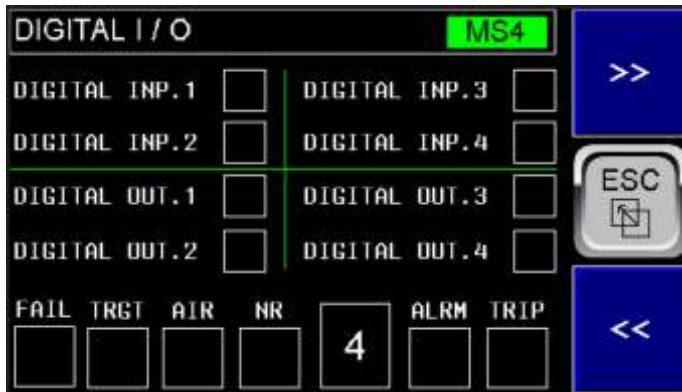 DIGITAL I / O MS4
>>
DIGITAL INP.1 DIGITAL INP.3
DIGITAL INP.2 DIGITAL INP.4
ESC
DIGITAL OUT.1 DIGITAL OUT.3
DIGITAL OUT.2 DIGITAL OUT.4
FAIL TRGT AIR NR ALRM TRIP
4
<<